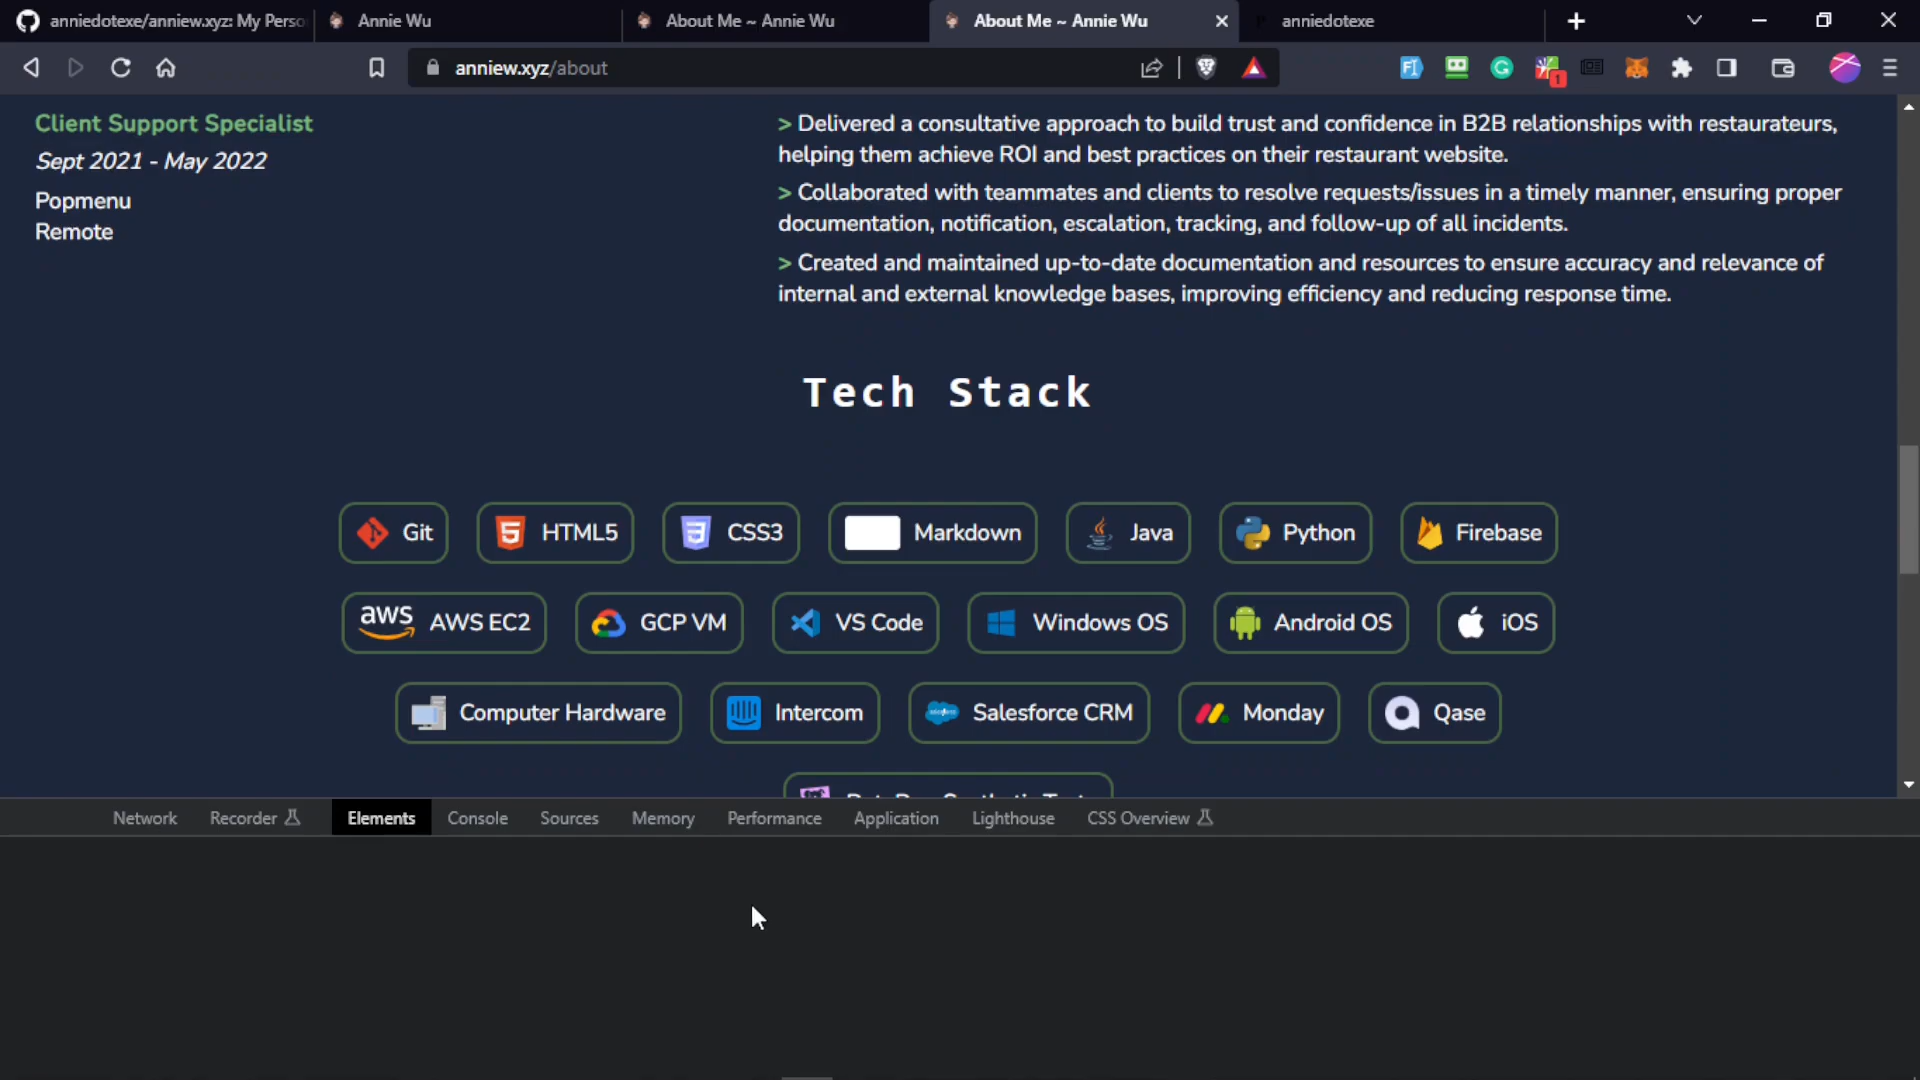 anniedotexe/anniew.xyz: My Perso
Annie Wu
About Me ~ Annie Wu
About Me ~ Annie Wu
anniedotexe
anniew.xyz/about
1
Client Support Specialist
Sept 2021 - May 2022
Popmenu
Remote
> Delivered a consultative approach to build trust and confidence in B2B relationships with restaurateurs,
helping them achieve ROI and best practices on their restaurant website.
> Collaborated with teammates and clients to resolve requests/issues in a timely manner, ensuring proper
documentation, notification, escalation, tracking, and follow-up of all incidents.
> Created and maintained up-to-date documentation and resources to ensure accuracy and relevance of
internal and external knowledge bases, improving efficiency and reducing response time.
Tech Stack
Git HTML5 CSS3 Markdown Java Python Firebase
aws AWS EC2 GCP VM VS Code Windows OS Android OS iOS
Computer Hardware Intercom Salesforce CRM Monday Qase
Network Recorder Elements Console Sources Memory Performance Application Lighthouse CSS Overview